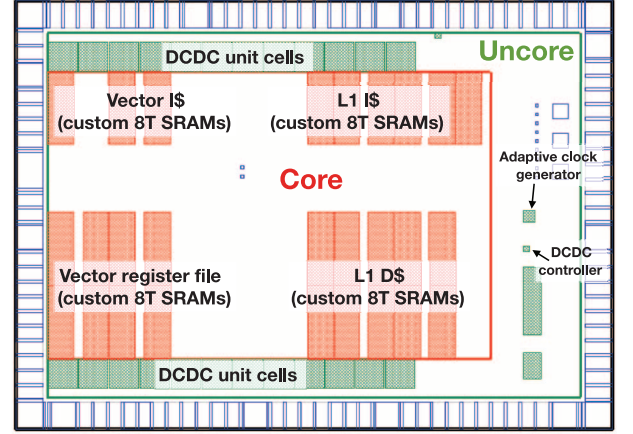 DCDC unit cells
Uncore
Vector I$
(custom 8T SRAMs)
L1 I$
(custom 8T SRAMs)
Adaptive clock
generator
Core
DCDC
controller
Vector register file
(custom 8T SRAMs)
L1 D$
(custom 8T SRAMs)
DCDC unit cells